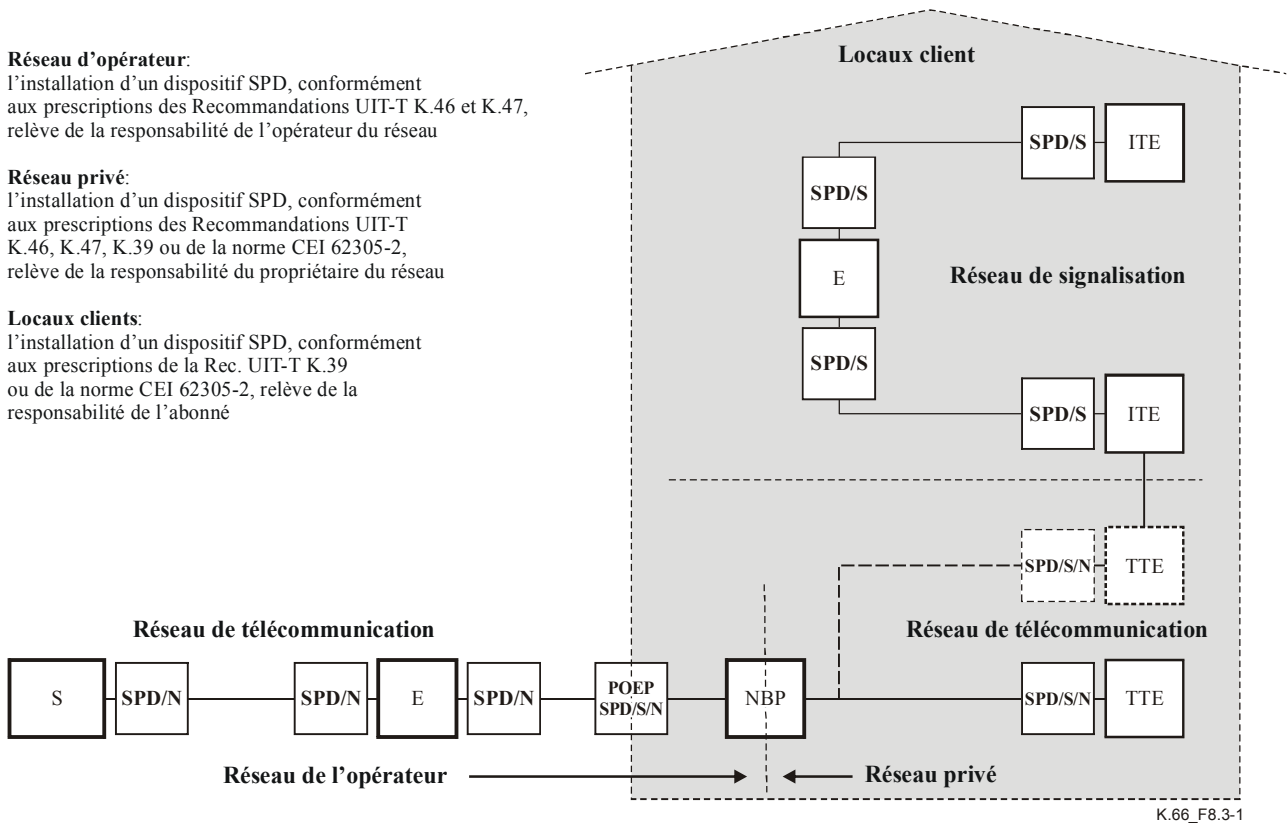 Réseau d’opérateur:
l’installation d’un dispositif SPD, conformément
aux prescriptions des Recommandations UIT-T K.46 et K.47,
relève de la responsabilité de l’opérateur du réseau
Réseau privé:
l’installation d’un dispositif SPD, conformément
aux prescriptions des Recommandations UIT-T
K.46, K.47, K.39 ou de la norme CEI 62305-2,
relève de la responsabilité du propriétaire du réseau
Locaux clients:
l’installation d’un dispositif SPD, conformément
aux prescriptions de la Rec. UIT-T K.39
ou de la norme CEI 62305-2, relève de la
responsabilité de l’abonné
Locaux client
SPD/S
ITE
SPD/S
E
Réseau de signalisation
SPD/S
SPD/S
ITE
SPD/S/N
TTE
Réseau de télécommunication
Réseau de télécommunication
S
SPD/N
SPD/N
E
SPD/N
POEP
SPD/S/N
NBP
SPD/S/N
TTE
Réseau de l’opérateur
Réseau privé
K.66_F8.3-1